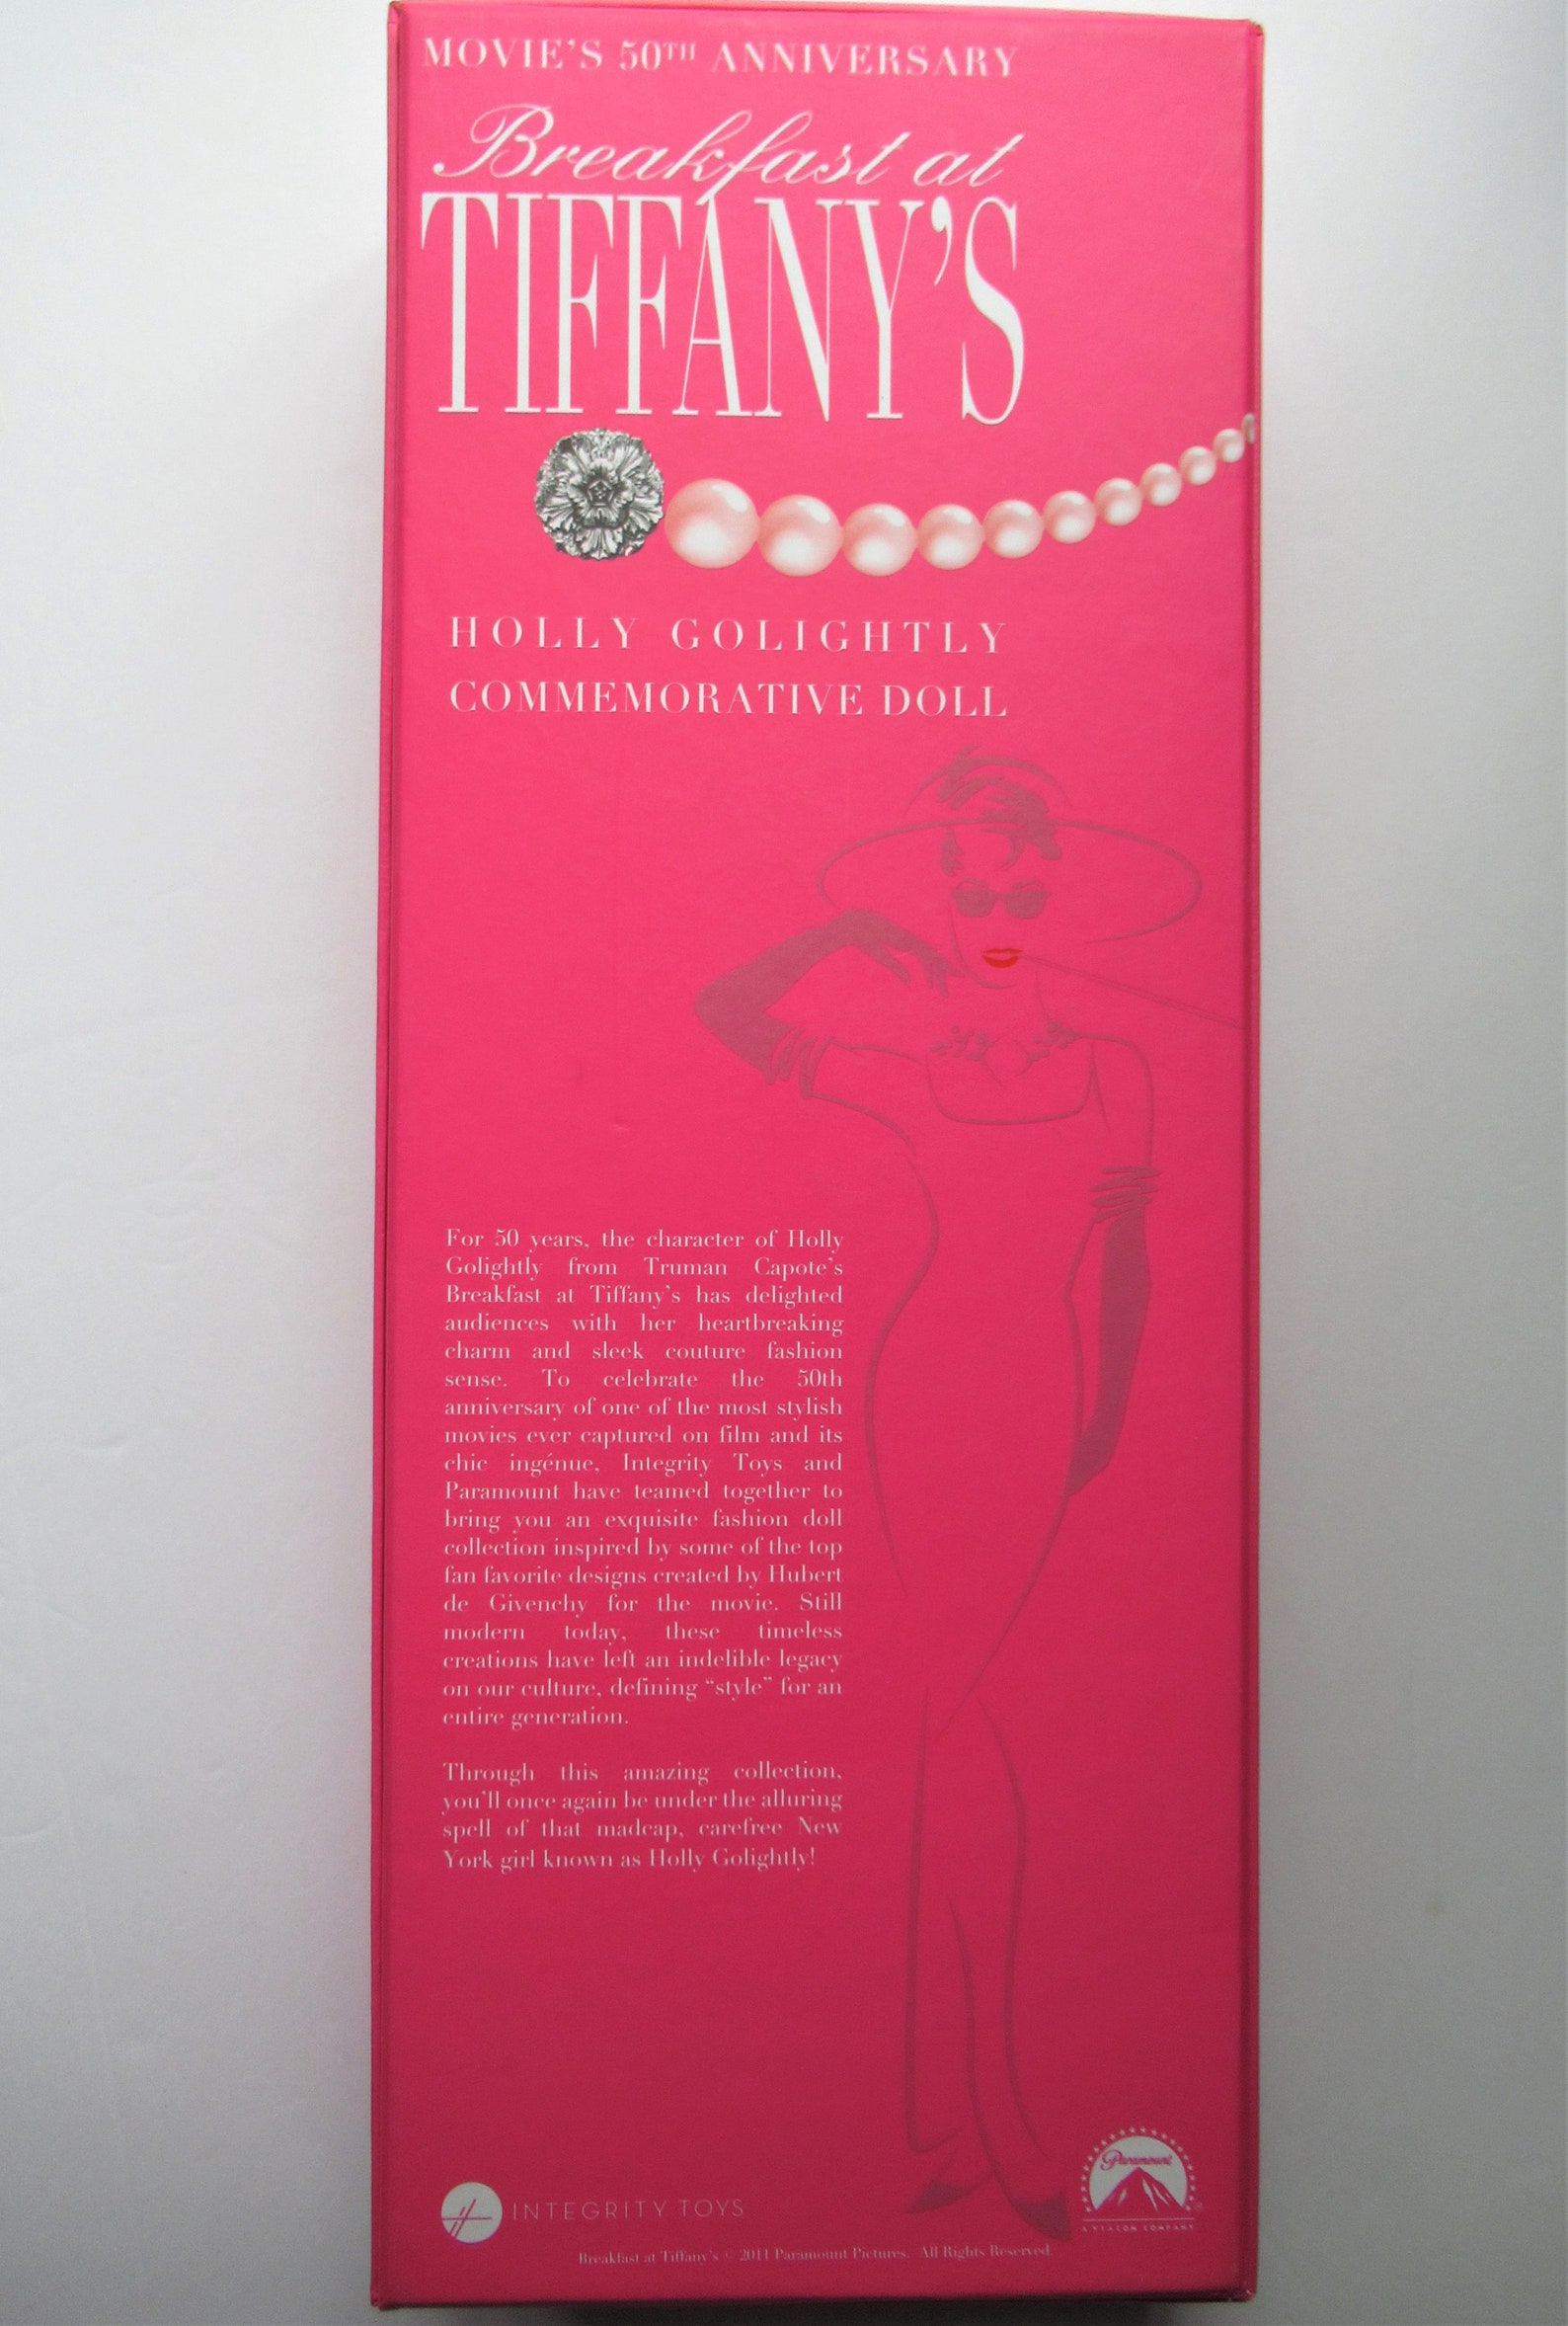 MOVIE'S 50TH ANNIVERSARY
Breakfast at
TIFFANY'S
HOLLY GOLIGHTLY
COMMEMORATIVE DOLL
For 50 years, the character of Holly
Golightly from Truman Capote's
Breakfast at Tiffany's has delighted
audiences with her heartbreaking
charm and sleek couture fashion
sense. To celebrate the 50th
anniversary of one of the most stylish
movies ever captured on film and its
chic ingénue, Integrity Toys and
Paramount have teamed together to
bring you an exquisite fashion doll
collection inspired by some of the top
fan favorite designs created by Hubert
de Givenchy for the movie. Still
modern today, these timeless
creations have left an indelible legacy
on our culture, defining “style” for an
entire generation.
Through this amazing collection,
you'll once again be under the alluring
spell of that madcap, carefree New
York girl known as Holly Golightly!
Paramount
A VIACOM COMPANY
INTEGRITY TOYS
Breakfast at Tiffany's © 2011 Paramount Pictures. All Rights Reserved.